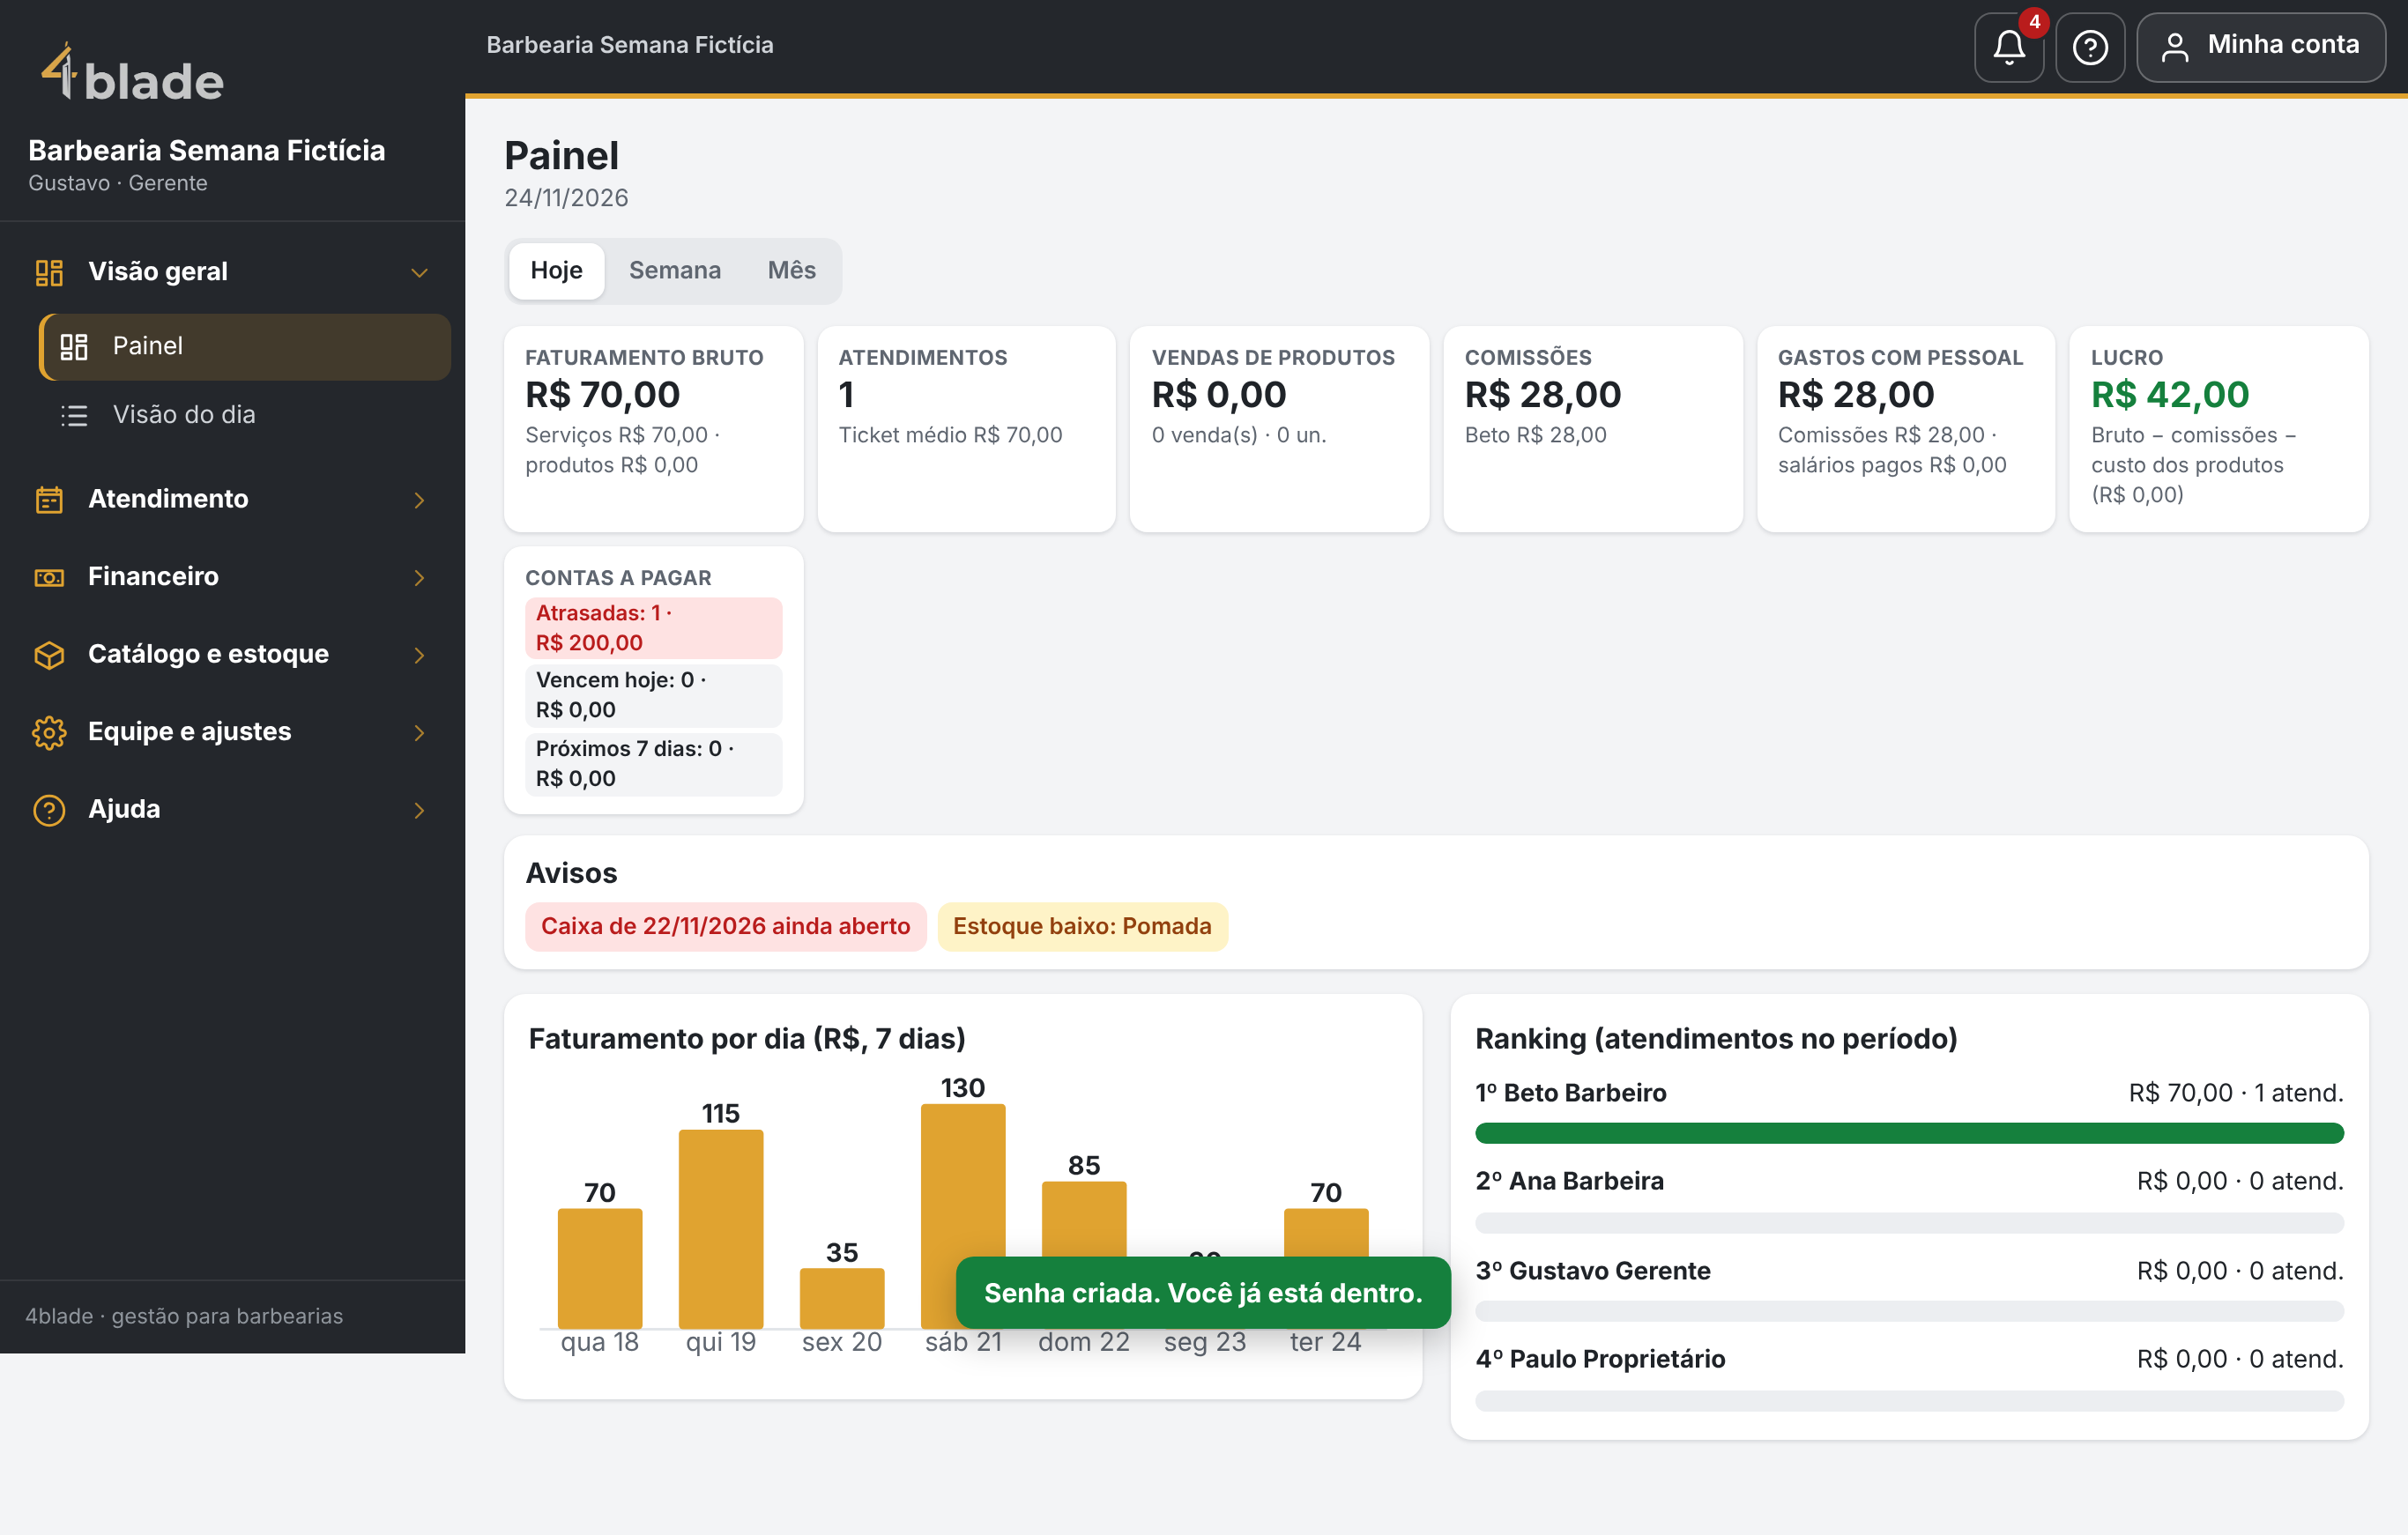 4blade
Barbearia Semana Fictícia
Gustavo · Gerente
Visão geral
Painel
Visão do dia
Atendimento
Financeiro
Catálogo e estoque
Equipe e ajustes
Ajuda
4blade · gestão para barbearias
Barbearia Semana Fictícia
4
Minha conta
Painel
24/11/2026
Hoje
Semana
Mês
FATURAMENTO BRUTO
R$ 70,00
Serviços R$ 70,00 ·
produtos R$ 0,00
ATENDIMENTOS
1
Ticket médio R$ 70,00
VENDAS DE PRODUTOS
R$ 0,00
0 venda(s) · 0 un.
COMISSÕES
R$ 28,00
Beto R$ 28,00
GASTOS COM PESSOAL
R$ 28,00
Comissões R$ 28,00 ·
salários pagos R$ 0,00
LUCRO
R$ 42,00
Bruto − comissões −
custo dos produtos
(R$ 0,00)
CONTAS A PAGAR
Atrasadas: 1 ·
R$ 200,00
Vencem hoje: 0 ·
R$ 0,00
Próximos 7 dias: 0 ·
R$ 0,00
Avisos
Caixa de 22/11/2026 ainda aberto
Estoque baixo: Pomada
Faturamento por dia (R$, 7 dias)
70
115
35
130
85
70
Senha criada. Você já está dentro.
qua 18
qui 19
sex 20
sáb 21
dom 22
seg 23
ter 24
Ranking (atendimentos no período)
1º Beto Barbeiro
R$ 70,00 · 1 atend.
2º Ana Barbeira
R$ 0,00 · 0 atend.
3º Gustavo Gerente
R$ 0,00 · 0 atend.
4º Paulo Proprietário
R$ 0,00 · 0 atend.